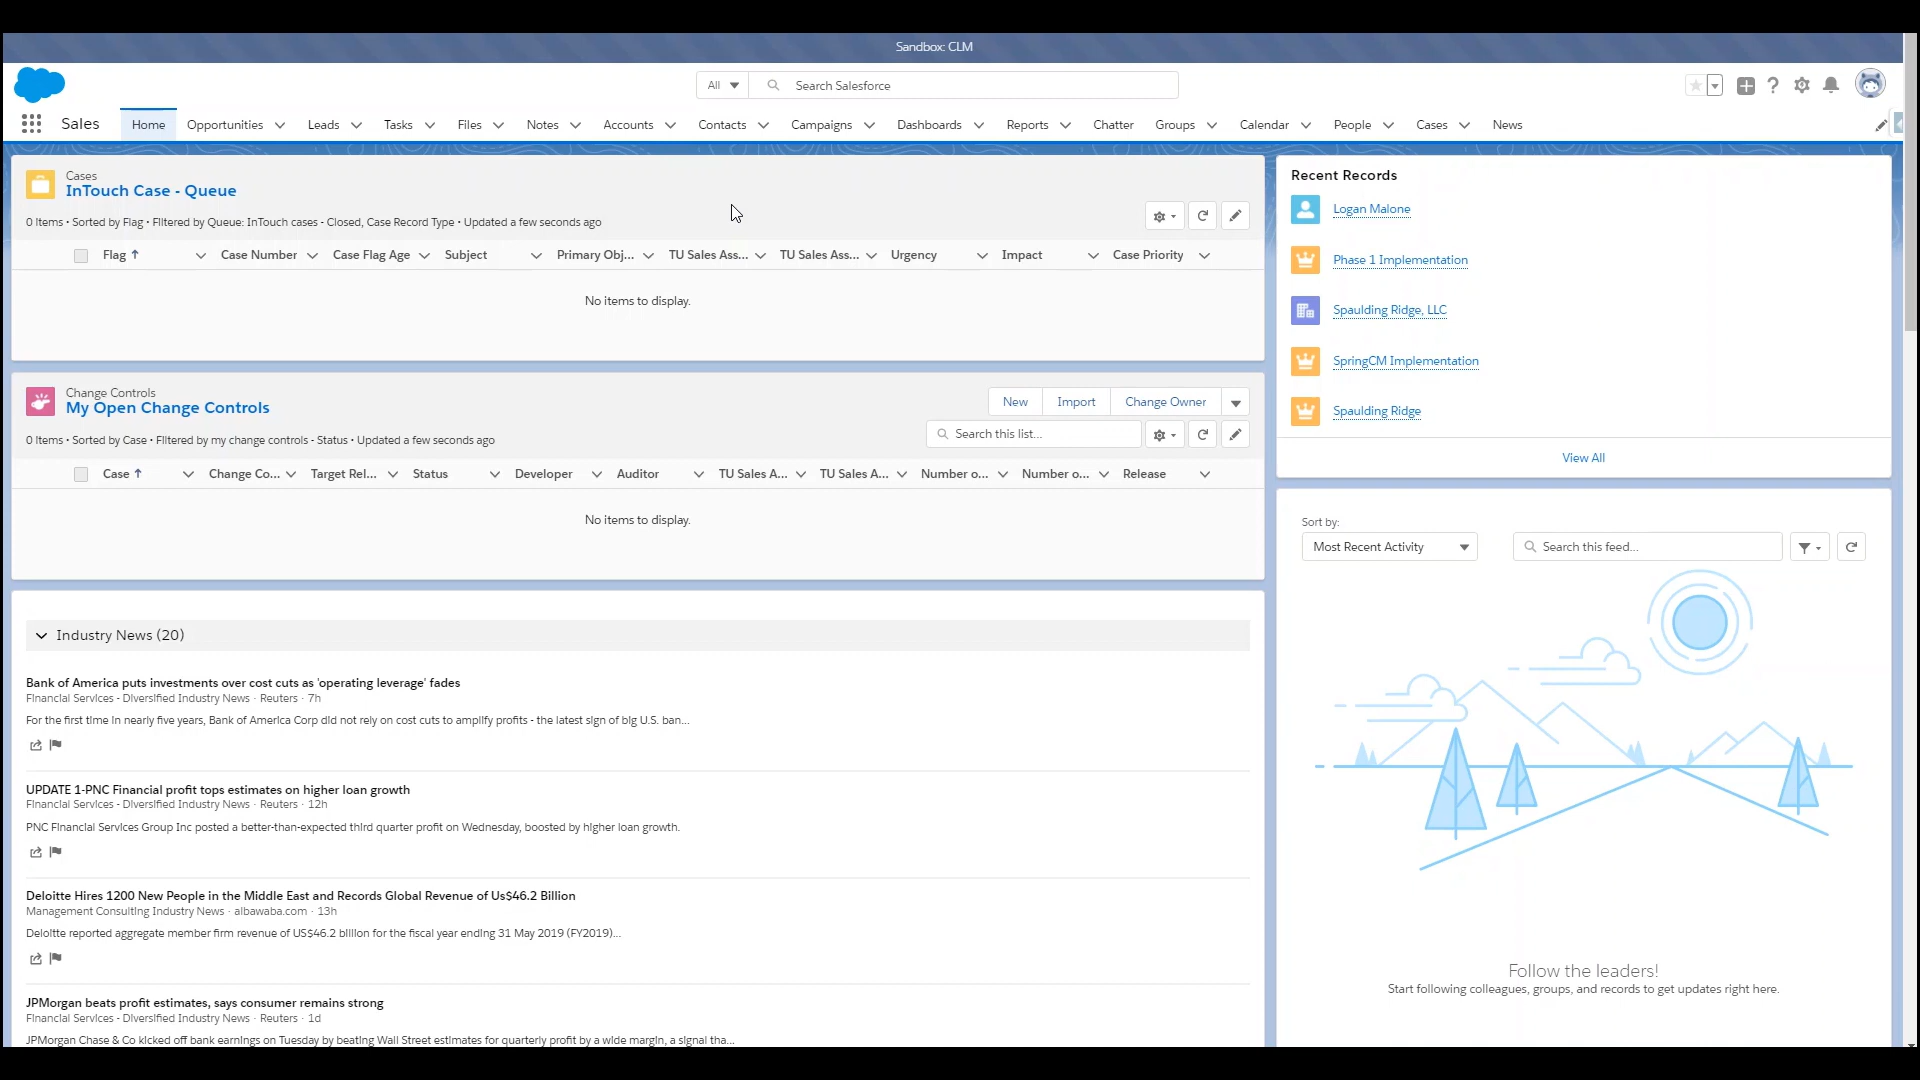 Sandbox: CLM
All
Search Salesforce
Sales
Home Opportunities Leads Tasks Files Notes Accounts Contacts Campaigns Dashboards Reports Chatter Groups Calendar People Cases News
Cases
InTouch Case - Queue
0 Items • Sorted by Flag • Filtered by Queue: InTouch cases - Closed, Case Record Type • Updated a few seconds ago
Flag ↑ Case Number Case Flag Age Subject Primary Obj... TU Sales Ass... TU Sales Ass... Urgency Impact Case Priority
No items to display.
Change Controls
My Open Change Controls
New Import Change Owner
0 Items • Sorted by Case • Filtered by my change controls - Status • Updated a few seconds ago
Search this list...
Case ↑ Change Co... Target Rel... Status Developer Auditor TU Sales A... TU Sales A... Number o... Number o... Release
No items to display.
Industry News (20)
Bank of America puts investments over cost cuts as 'operating leverage' fades
Financial Services - Diversified Industry News · Reuters · 7h
For the first time in nearly five years, Bank of America Corp did not rely on cost cuts to amplify profits - the latest sign of big U.S. ban...
UPDATE 1-PNC Financial profit tops estimates on higher loan growth
Financial Services - Diversified Industry News · Reuters · 12h
PNC Financial Services Group Inc posted a better-than-expected third quarter profit on Wednesday, boosted by higher loan growth.
Deloitte Hires 1200 New People in the Middle East and Records Global Revenue of Us$46.2 Billion
Management Consulting Industry News · albawaba.com · 13h
Deloitte reported aggregate member firm revenue of US$46.2 billion for the fiscal year ending 31 May 2019 (FY2019)...
JPMorgan beats profit estimates, says consumer remains strong
Financial Services - Diversified Industry News · Reuters · 1d
JPMorgan Chase & Co kicked off bank earnings on Tuesday by beating Wall Street estimates for quarterly profit by a wide margin, a signal tha...
Recent Records
Logan Malone
Phase 1 Implementation
Spaulding Ridge, LLC
SpringCM Implementation
Spaulding Ridge
View All
Sort by:
Most Recent Activity
Search this feed...
Follow the leaders!
Start following colleagues, groups, and records to get updates right here.